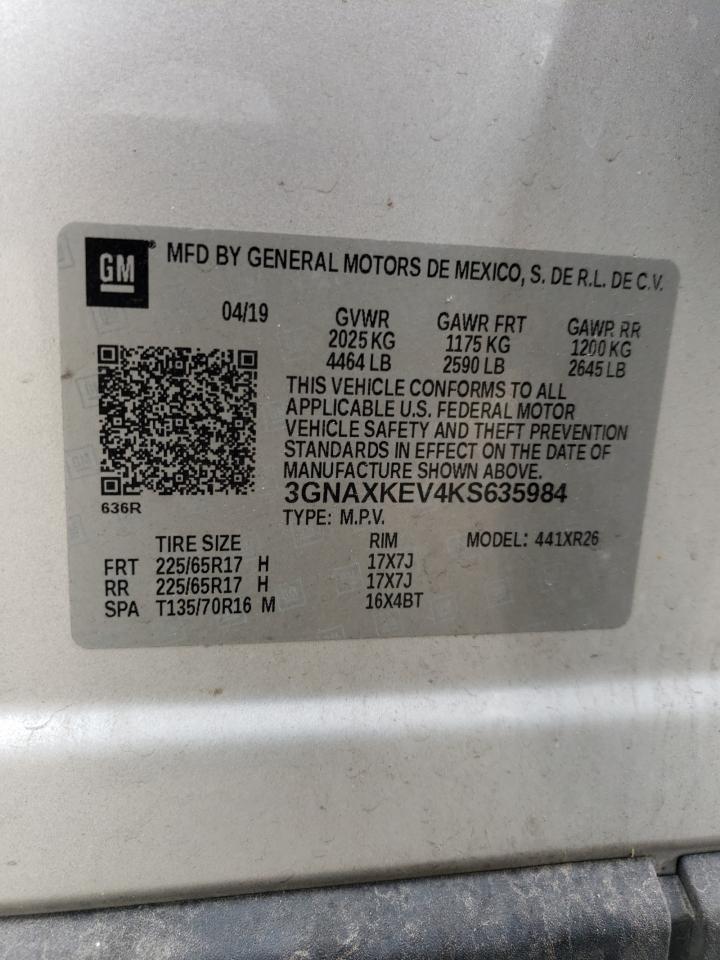 GM ® MFD BY GENERAL MOTORS DE MEXICO, S. DE R.L. DE C.V.
04/19 GVWR GAWR FRT GAWR RR
2025 KG 1175 KG 1200 KG
4464 LB 2590 LB 2645 LB
THIS VEHICLE CONFORMS TO ALL
APPLICABLE U.S. FEDERAL MOTOR
VEHICLE SAFETY AND THEFT PREVENTION
STANDARDS IN EFFECT ON THE DATE OF
MANUFACTURE SHOWN ABOVE.
3GNAXKEV4KS635984
636R
TYPE: M.P.V.
TIRE SIZE RIM MODEL: 441XR26
FRT 225/65R17 H 17X7J
RR 225/65R17 H 17X7J
SPA T135/70R16 M 16X4BT